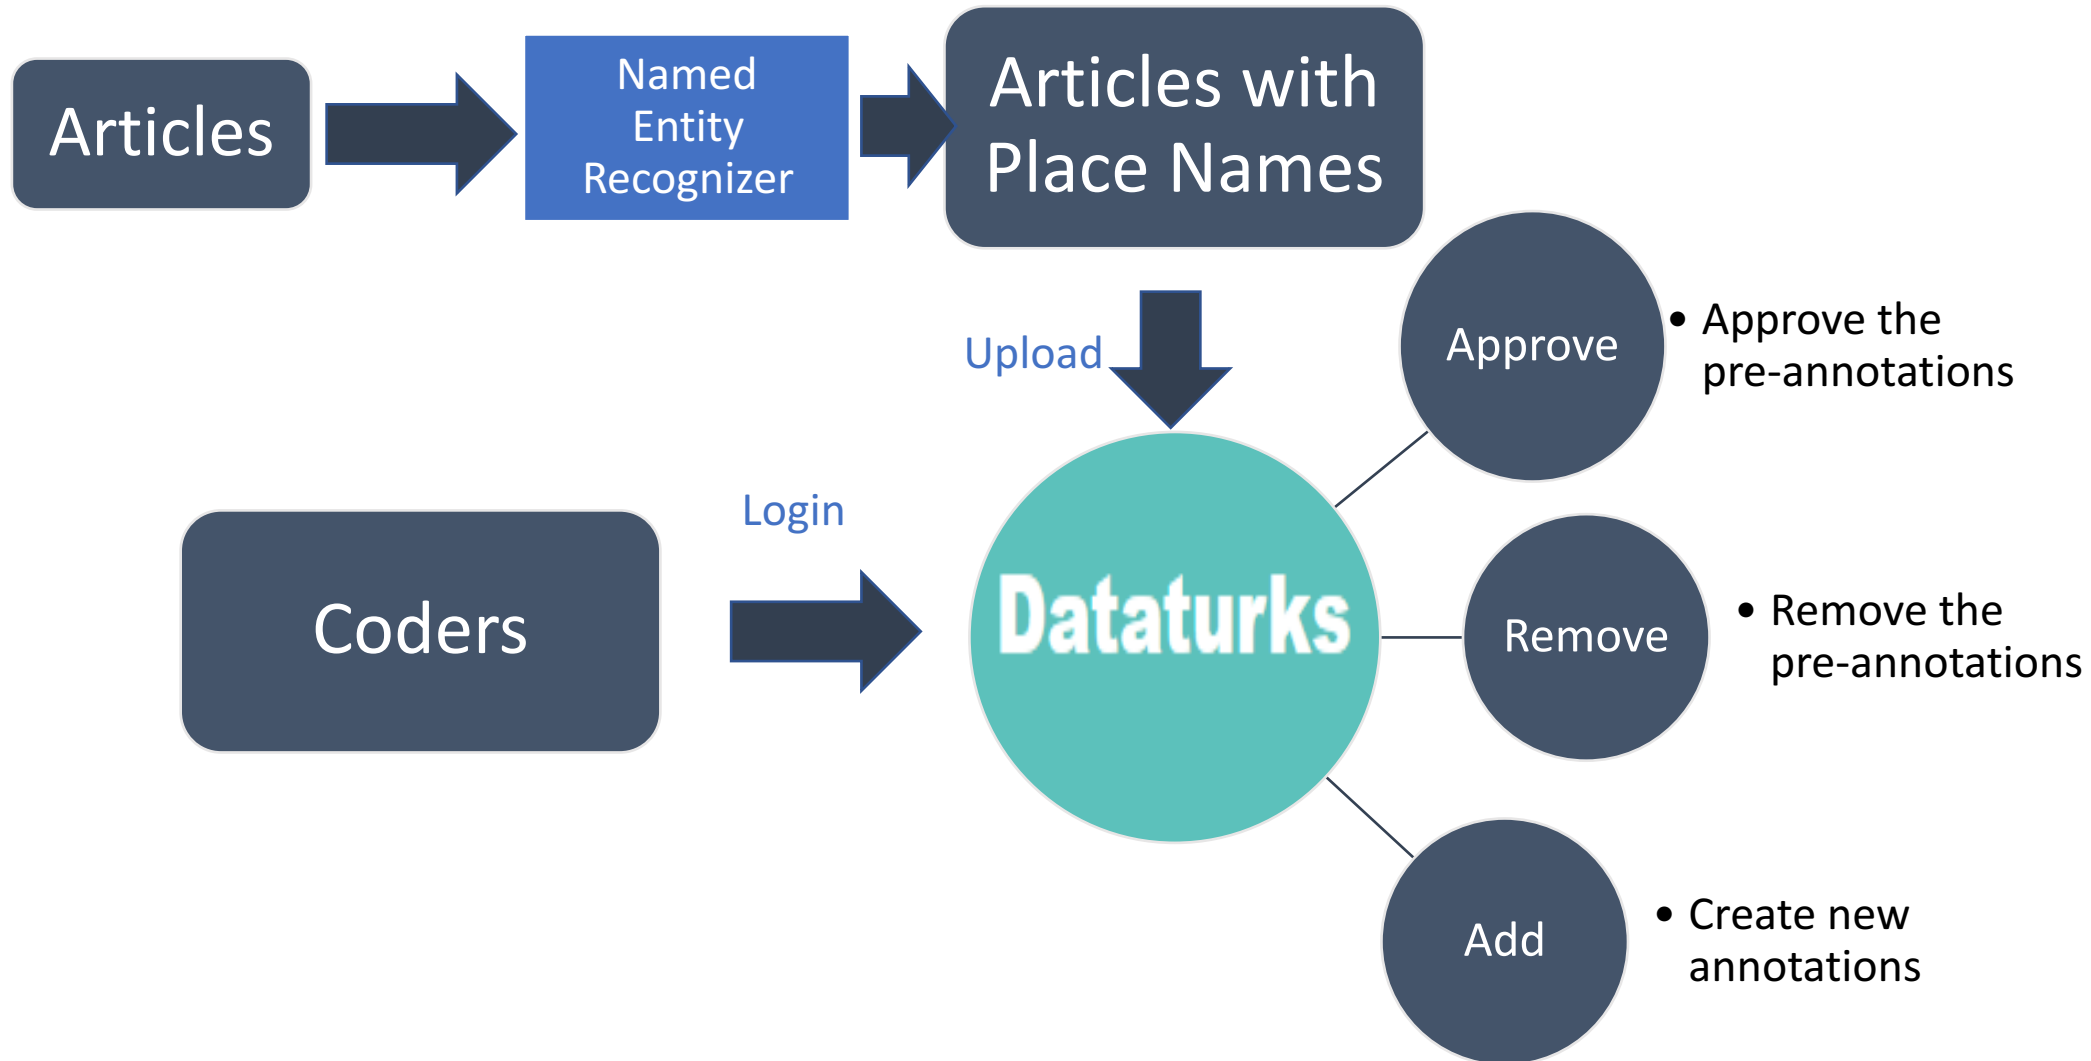 Articles
Named
Entity
Recognizer
Articles with
Place Names
Upload
Approve
• Approve the
pre-annotations
Login
Coders
Dataturks
Remove
• Remove the
pre-annotations
Add
• Create new
annotations